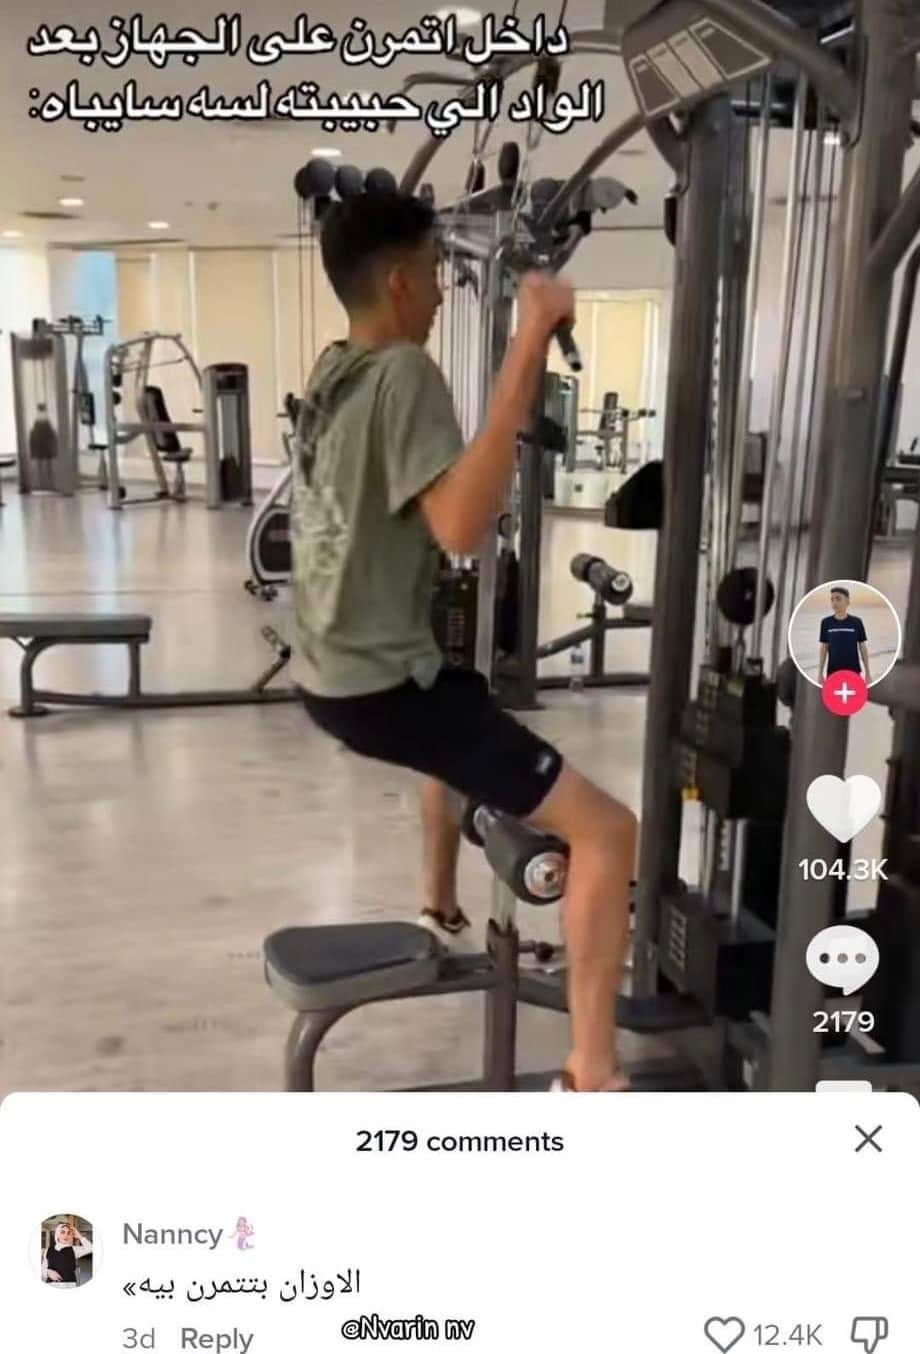 داخل اتمرن على الجهاز بعد
الواد الي حبيبته لسه سايباه:
104.3K
2179
2179 comments
Nanncy🧜‍♀️
الاوزان بتتمرن بيه»
3d Reply
@Nvarin nv
12.4K